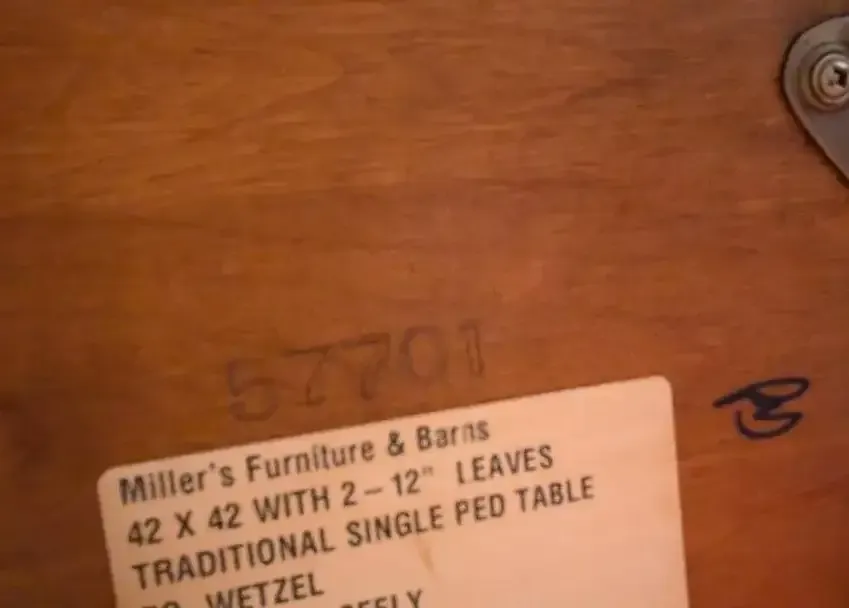 57701
Miller's Furniture & Barns
42 X 42 WITH 2-12" LEAVES
TRADITIONAL SINGLE PED TABLE
WETZEL